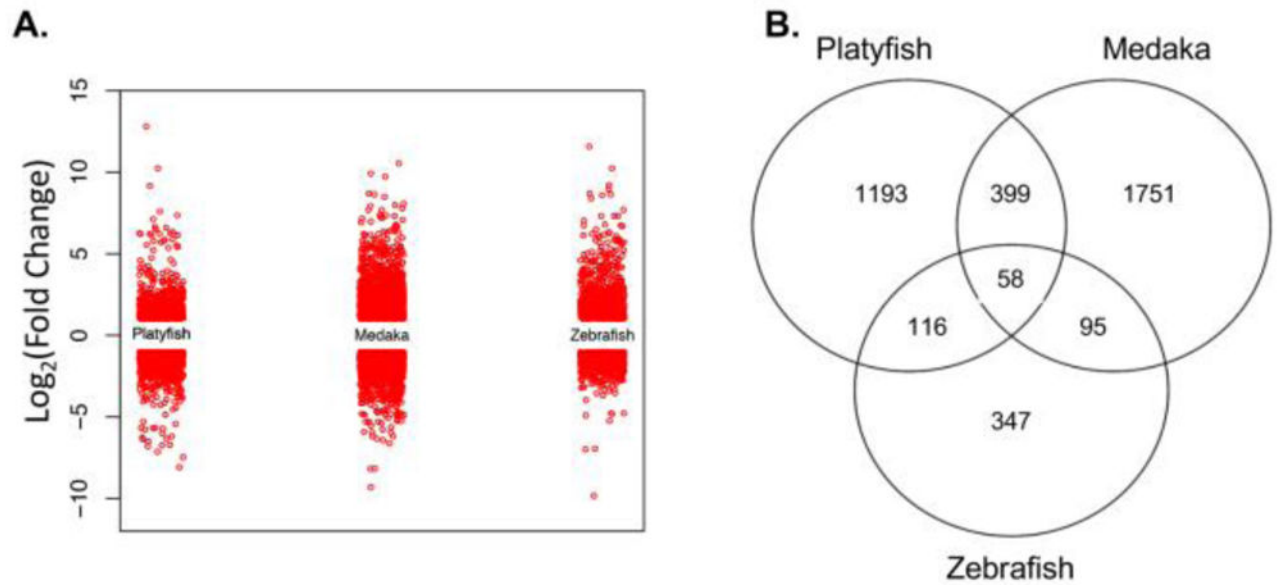 A.
15
10
5
0
−5
−10
Log2(Fold Change)
Platyfish
Medaka
Zebrafish
B.
Platyfish
Medaka
1193
399
1751
58
116
95
347
Zebrafish